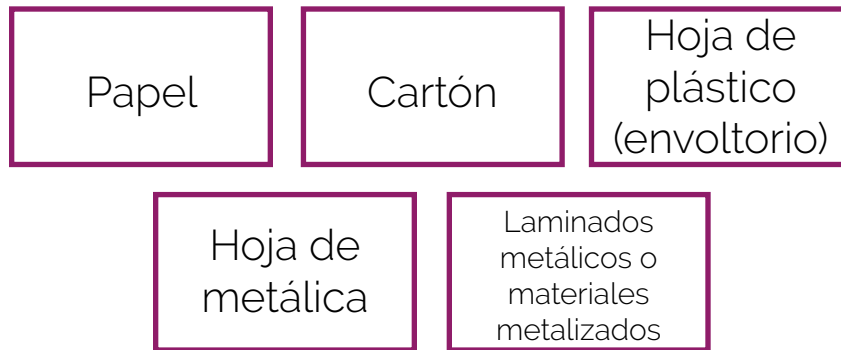 Papel
Cartón
Hoja de
plástico
(envoltorio)
Hoja de
metálica
Laminados
metálicos o
materiales
metalizados